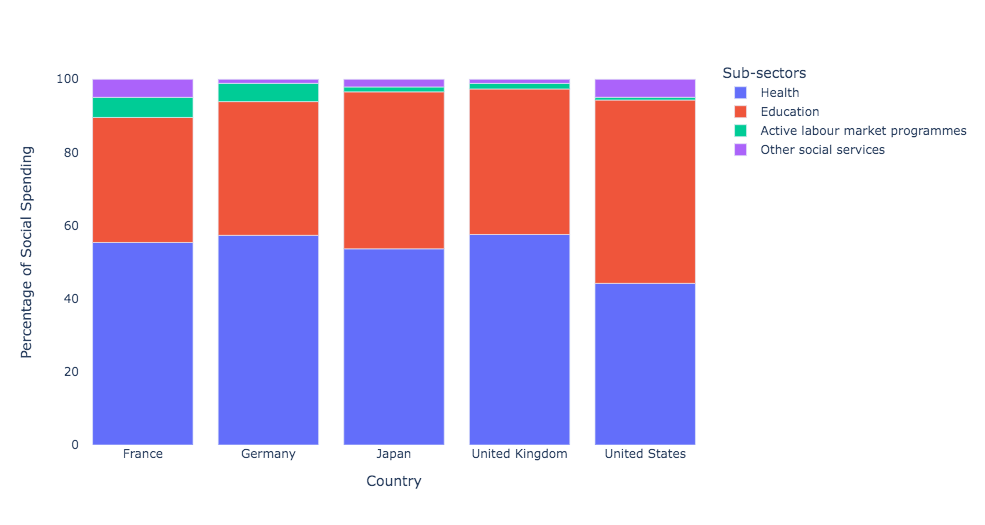 Sub-sectors
Health
Education
Active labour market programmes
Other social services
Percentage of Social Spending
100
80
60
40
20
0
France
Germany
Japan
United Kingdom
United States
Country